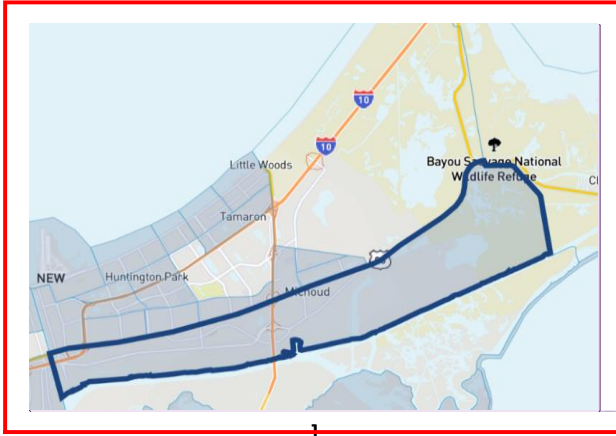 10
10
Little Woods
Bayou Sauvage National
Wildlife Refuge
Tamaron
NEW
Huntington Park
Michoud